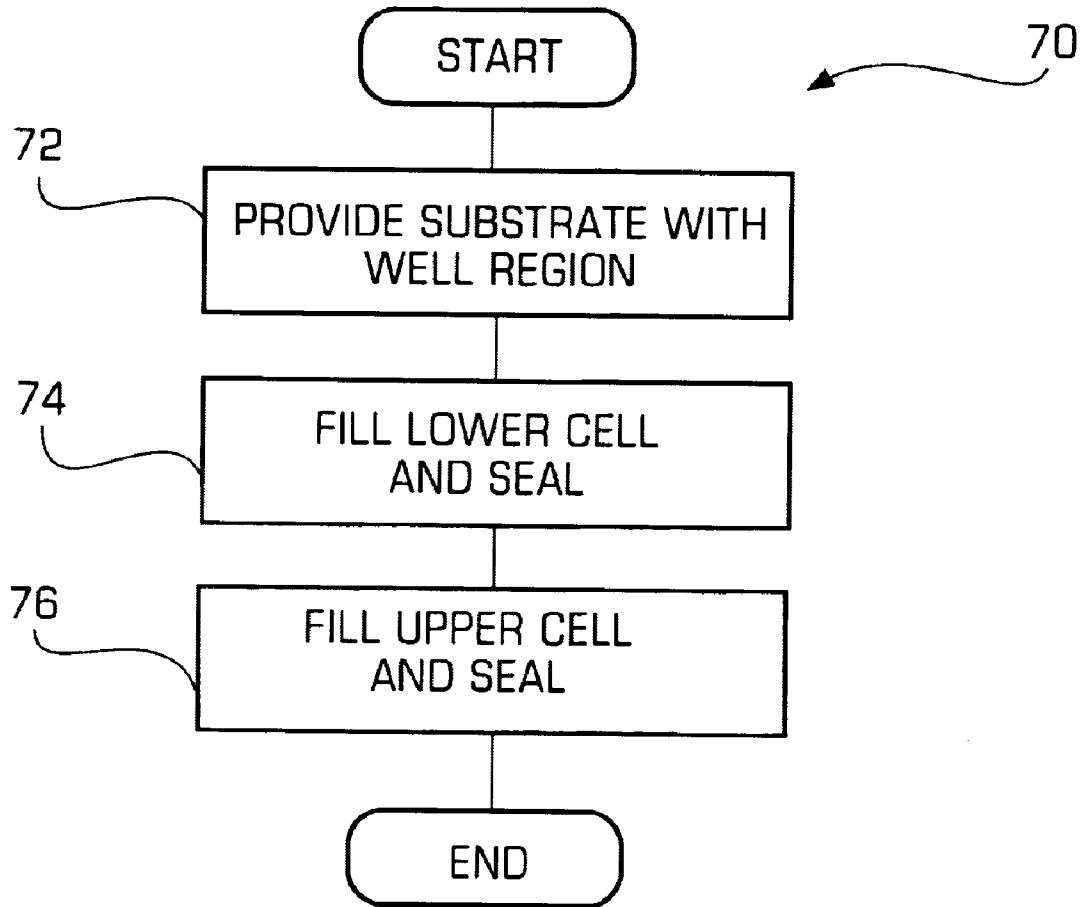 START
70
72
PROVIDE SUBSTRATE WITH
WELL REGION
74
FILL LOWER CELL
AND SEAL
76
FILL UPPER CELL
AND SEAL
END